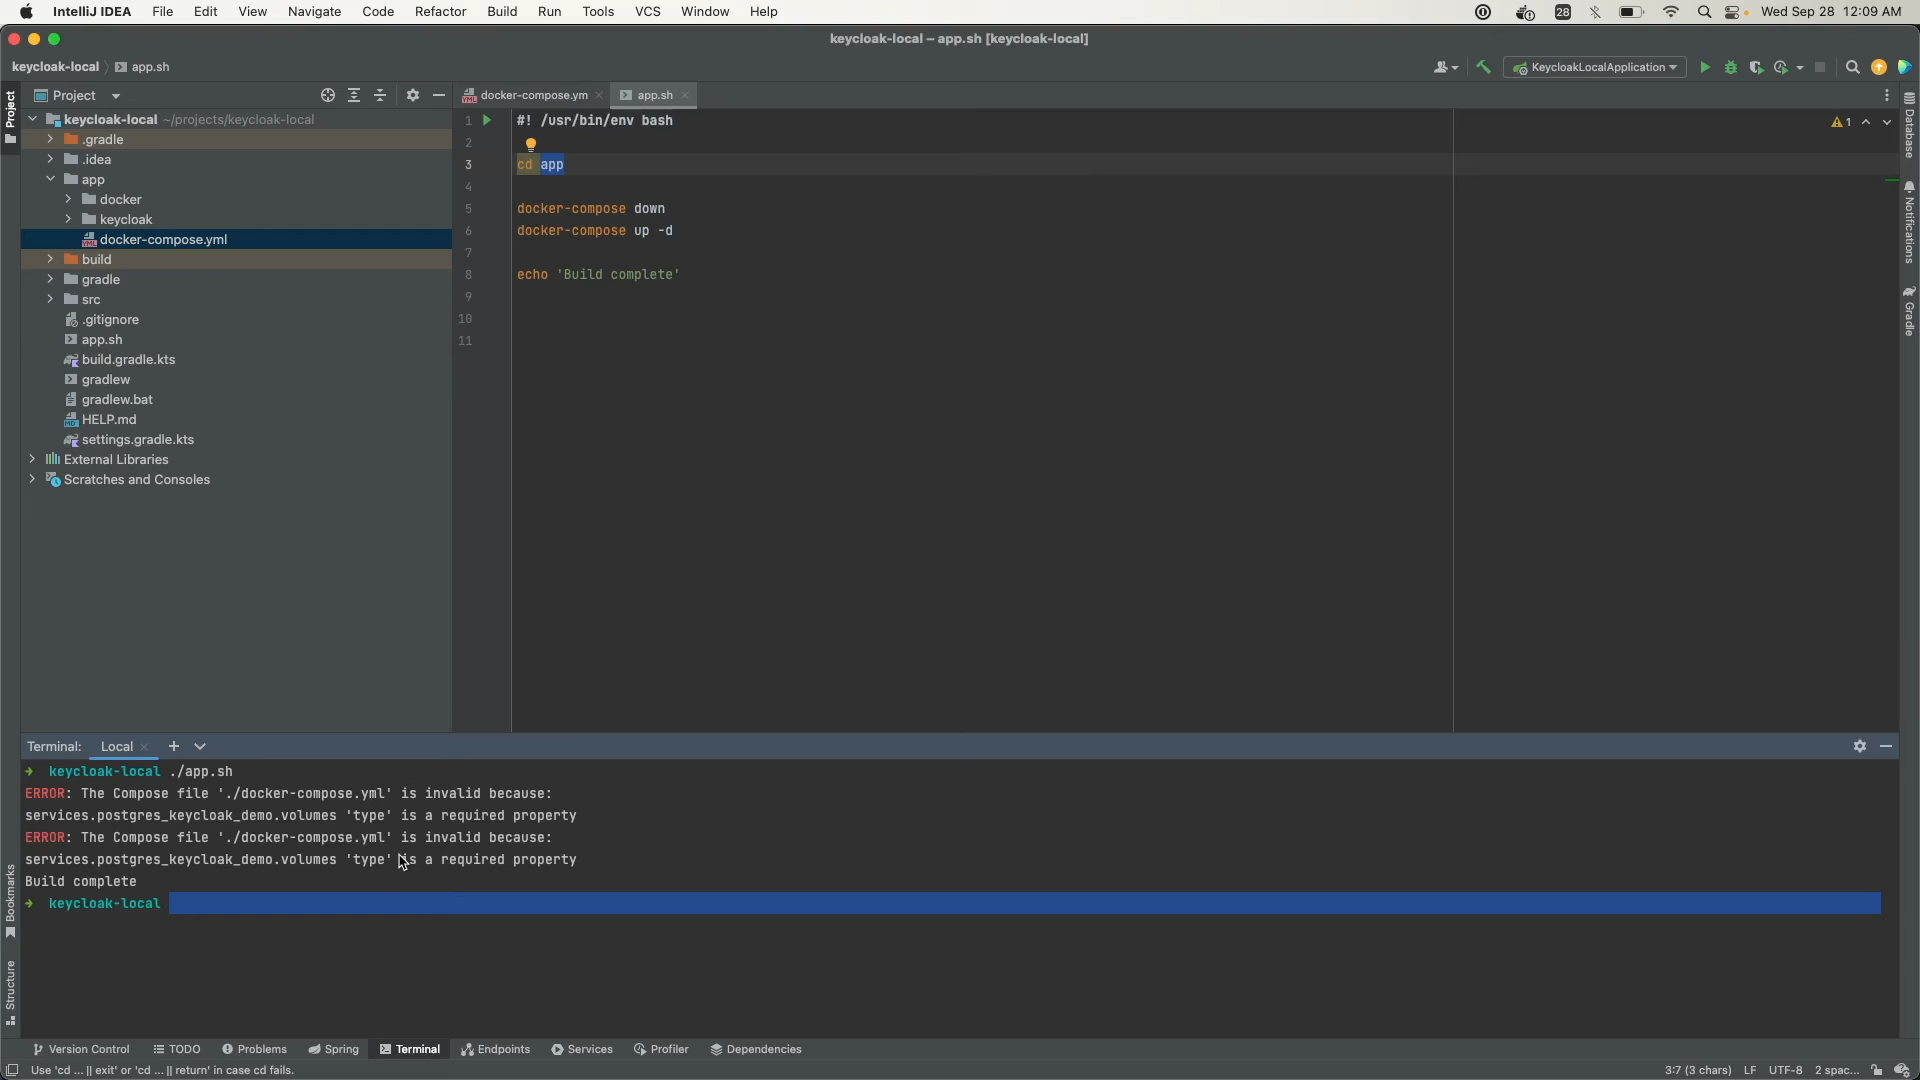 IntelliJ IDEA File Edit View Navigate Code Refactor Build Run Tools VCS Window Help 28 Wed Sep 28 12:09 AM
keycloak-local – app.sh [keycloak-local]
keycloak-local app.sh KeycloakLocalApplication
Project docker-compose.ym app.sh
keycloak-local ~/projects/keycloak-local
.gradle
.idea
app
docker
keycloak
docker-compose.yml
build
gradle
src
.gitignore
app.sh
build.gradle.kts
gradlew
gradlew.bat
HELP.md
settings.gradle.kts
External Libraries
Scratches and Consoles
1 #! /usr/bin/env bash
2
3 cd app
4
5 docker-compose down
6 docker-compose up -d
7
8 echo 'Build complete'
9
10
11
1
Project
Bookmarks
Structure
Database
Notifications
Gradle
Terminal: Local
→ keycloak-local ./app.sh
ERROR: The Compose file './docker-compose.yml' is invalid because:
services.postgres_keycloak_demo.volumes 'type' is a required property
ERROR: The Compose file './docker-compose.yml' is invalid because:
services.postgres_keycloak_demo.volumes 'type' is a required property
Build complete
→ keycloak-local
Version Control TODO Problems Spring Terminal Endpoints Services Profiler Dependencies
Use 'cd ... || exit' or 'cd ... || return' in case cd fails. 3:7 (3 chars) LF UTF-8 2 spac...